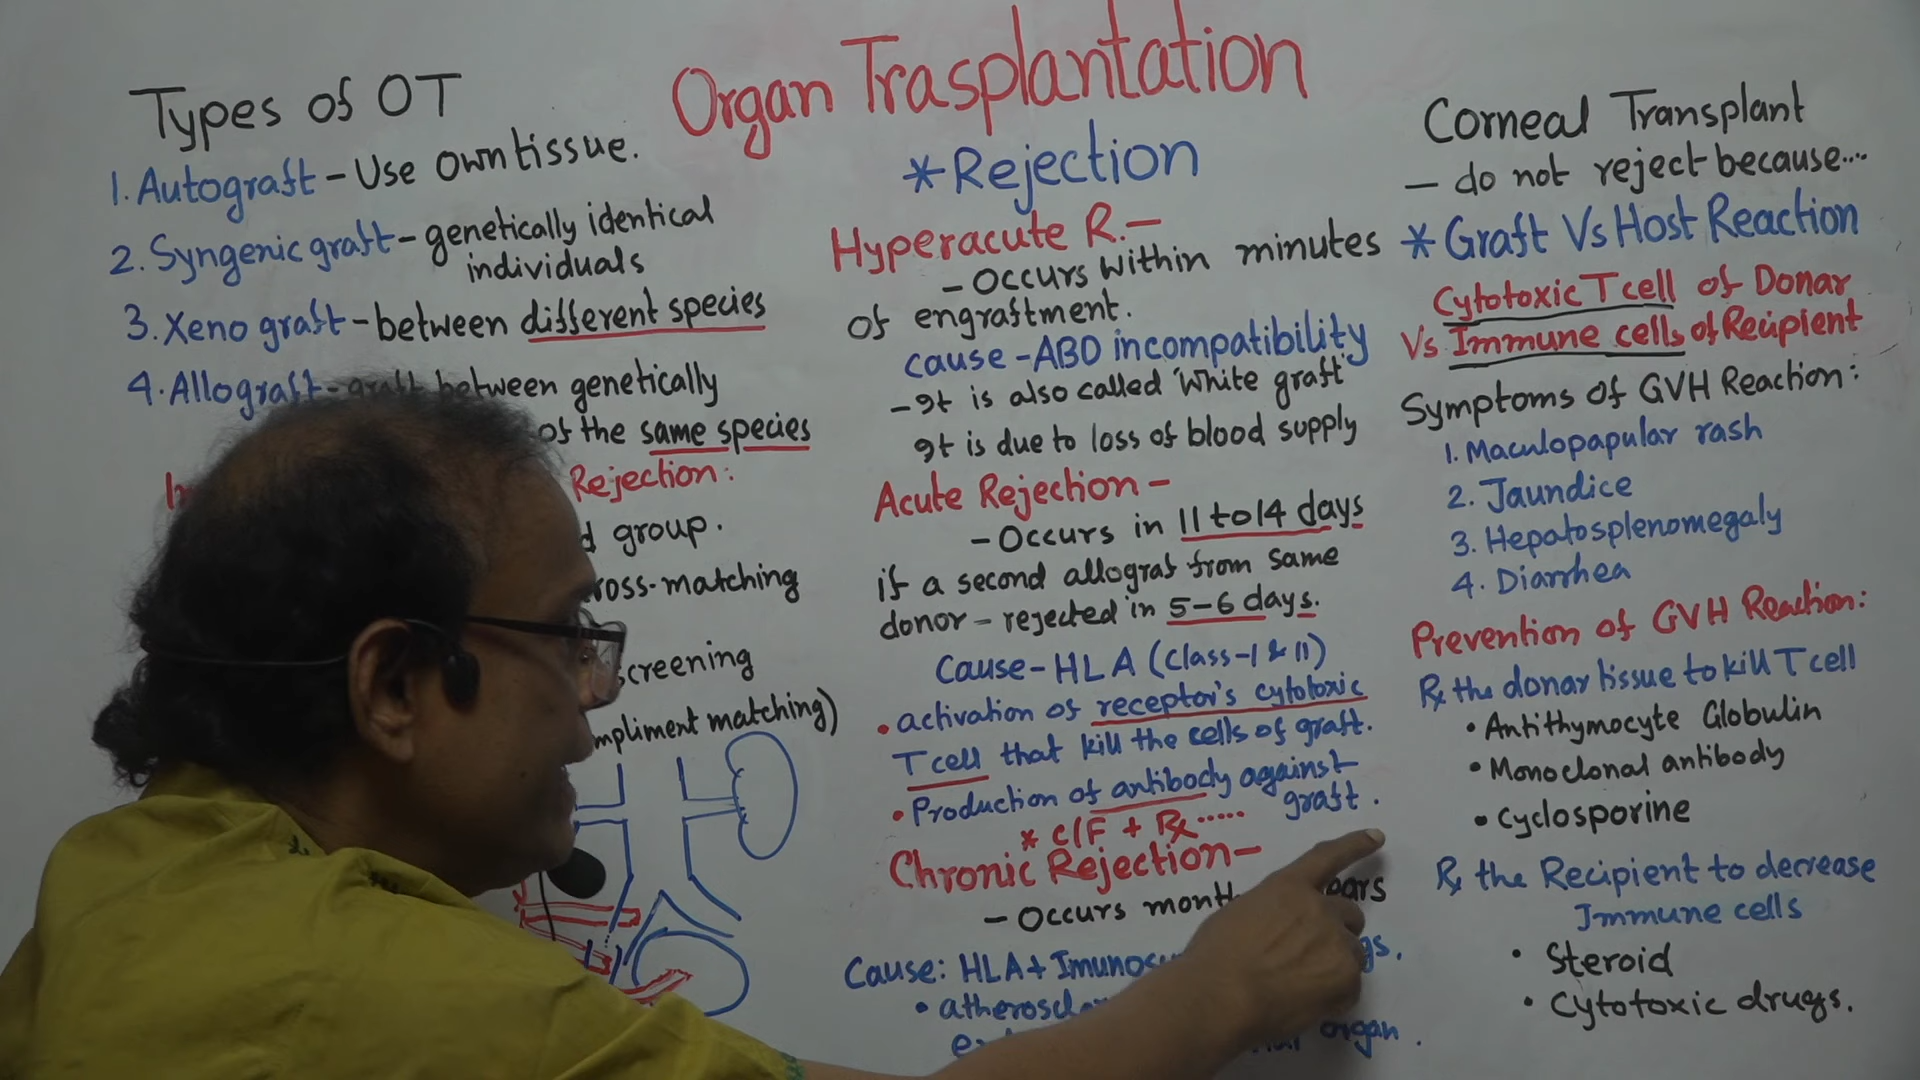 Organ Trasplantation
Types of OT
1. Autograft - Use own tissue.
2. Syngenic graft - genetically identical
individuals
3. Xeno graft - between different species
4. Allograft - graft between genetically
of the same species
Rejection:
group.
ross-matching
screening
mpliment matching)
* Rejection
Hyperacute R. -
- Occurs within minutes
of engraftment.
cause - ABO incompatibility
- It is also called 'White graft'
It is due to loss of blood supply
Acute Rejection -
- Occurs in 11 to 14 days
if a second allograf from same
donor - rejected in 5-6 days.
Cause - HLA (class-I & II)
• activation of receptor's cytotoxic
T cell that kill the cells of graft.
• Production of antibody against
graft.
* C/F + Rx .....
Chronic Rejection -
- Occurs month
Cause: HLA + Imunosu gs.
• atheroscler
organ.
Corneal Transplant
- do not reject because....
* Graft Vs Host Reaction
Cytotoxic T cell of Donar
Vs Immune cells of Recipient
Symptoms of GVH Reaction:
1. Maculopapular rash
2. Jaundice
3. Hepatosplenomegaly
4. Diarrhea
Prevention of GVH Reaction:
Rx the donar tissue to kill T cell
• Antithymocyte Globulin
• Monoclonal antibody
• Cyclosporine
Rx the Recipient to decrease
Immune cells
• Steroid
• Cytotoxic drugs.